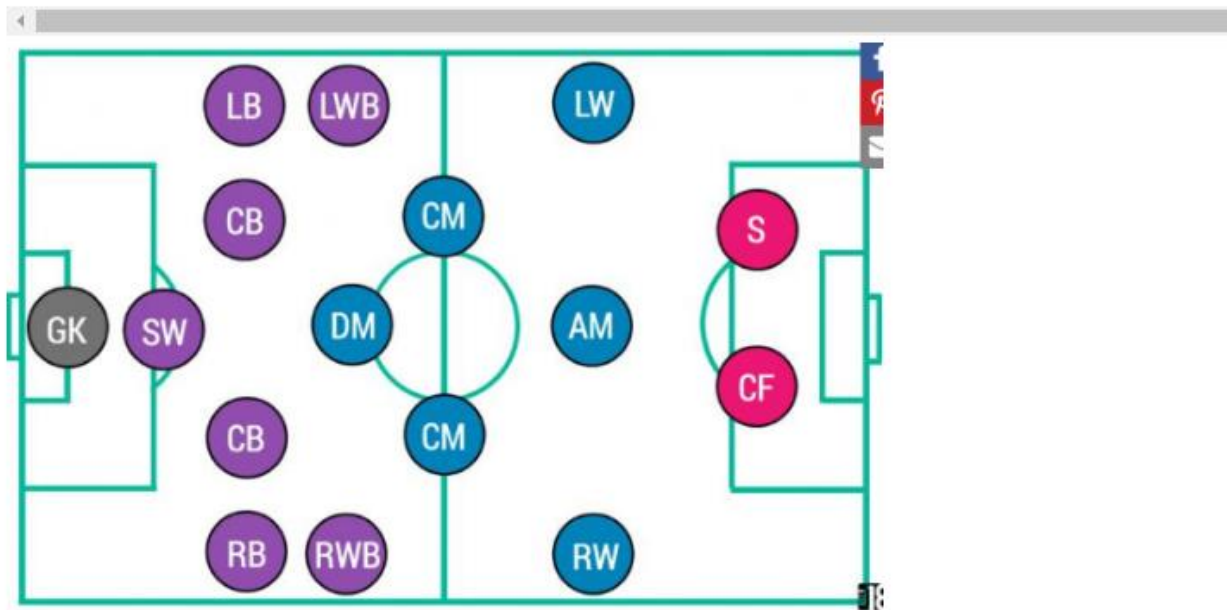 LB LWB LW
CB CM S
GK SW DM AM CF
CB CM
RB RWB RW